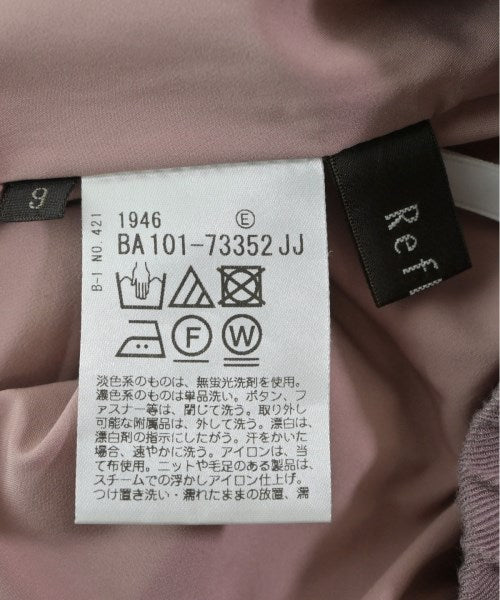 9
B-I NO.421
1946 Ⓔ
BA101-73352JJ
F W
淡色系のものは、無蛍光洗剤を使用。
濃色系のものは単品洗い。ボタン、フ
ァスナー等は、閉じて洗う。取り外し
可能な附属品は、外して洗う。漂白は、
漂白剤の指示にしたがう。汗をかいた
場合、速やかに洗う。アイロンは、当
て布使用。ニットや毛足のある製品は、
スチームでの浮かしアイロン仕上げ。
つけ置き洗い・濡れたままの放置、濡
Ref